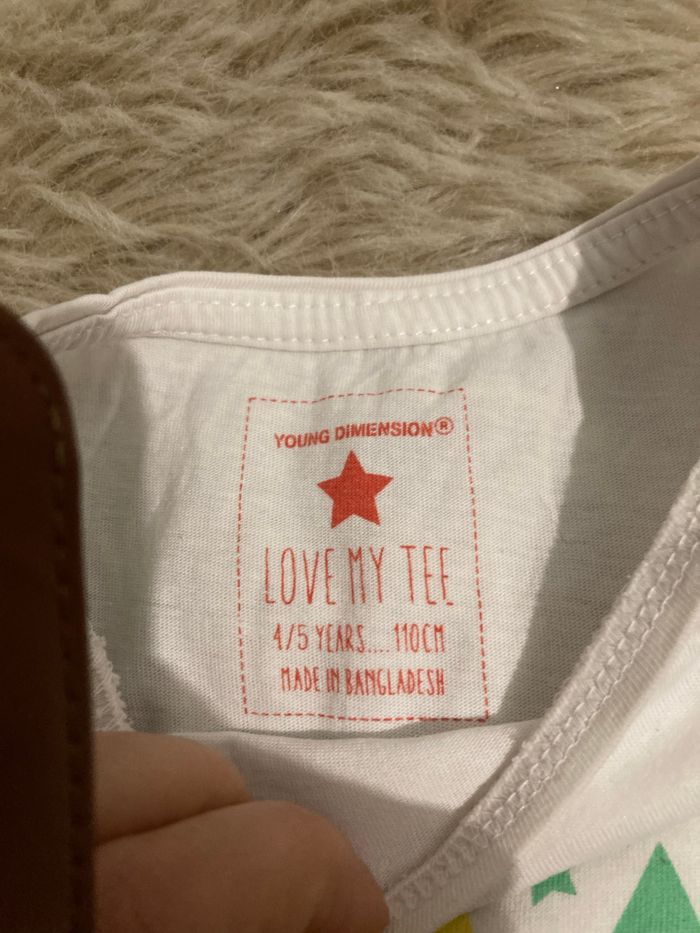 YOUNG DIMENSION®
LOVE MY TEE
4/5 YEARS.... 110CM
MADE IN BANGLADESH